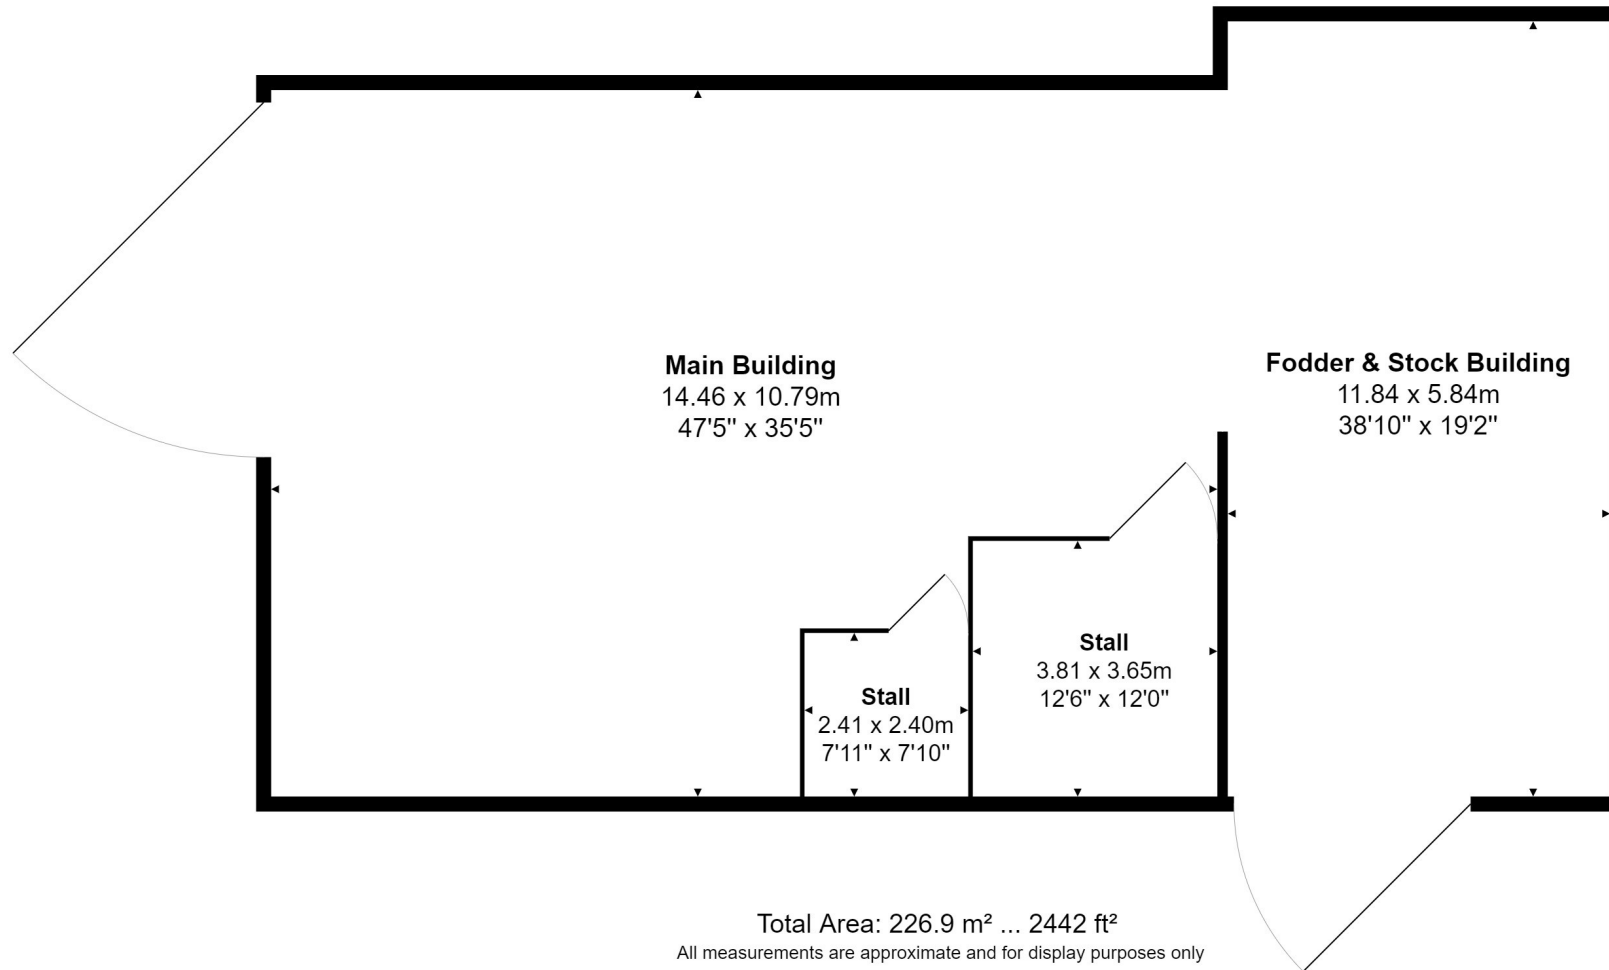 Main Building
14.46 x 10.79m
47'5" x 35'5"
Fodder & Stock Building
11.84 x 5.84m
38'10" x 19'2"
Stall
3.81 x 3.65m
12'6" x 12'0"
Stall
2.41 x 2.40m
7'11" x 7'10"
Total Area: 226.9 m² ... 2442 ft²
All measurements are approximate and for display purposes only